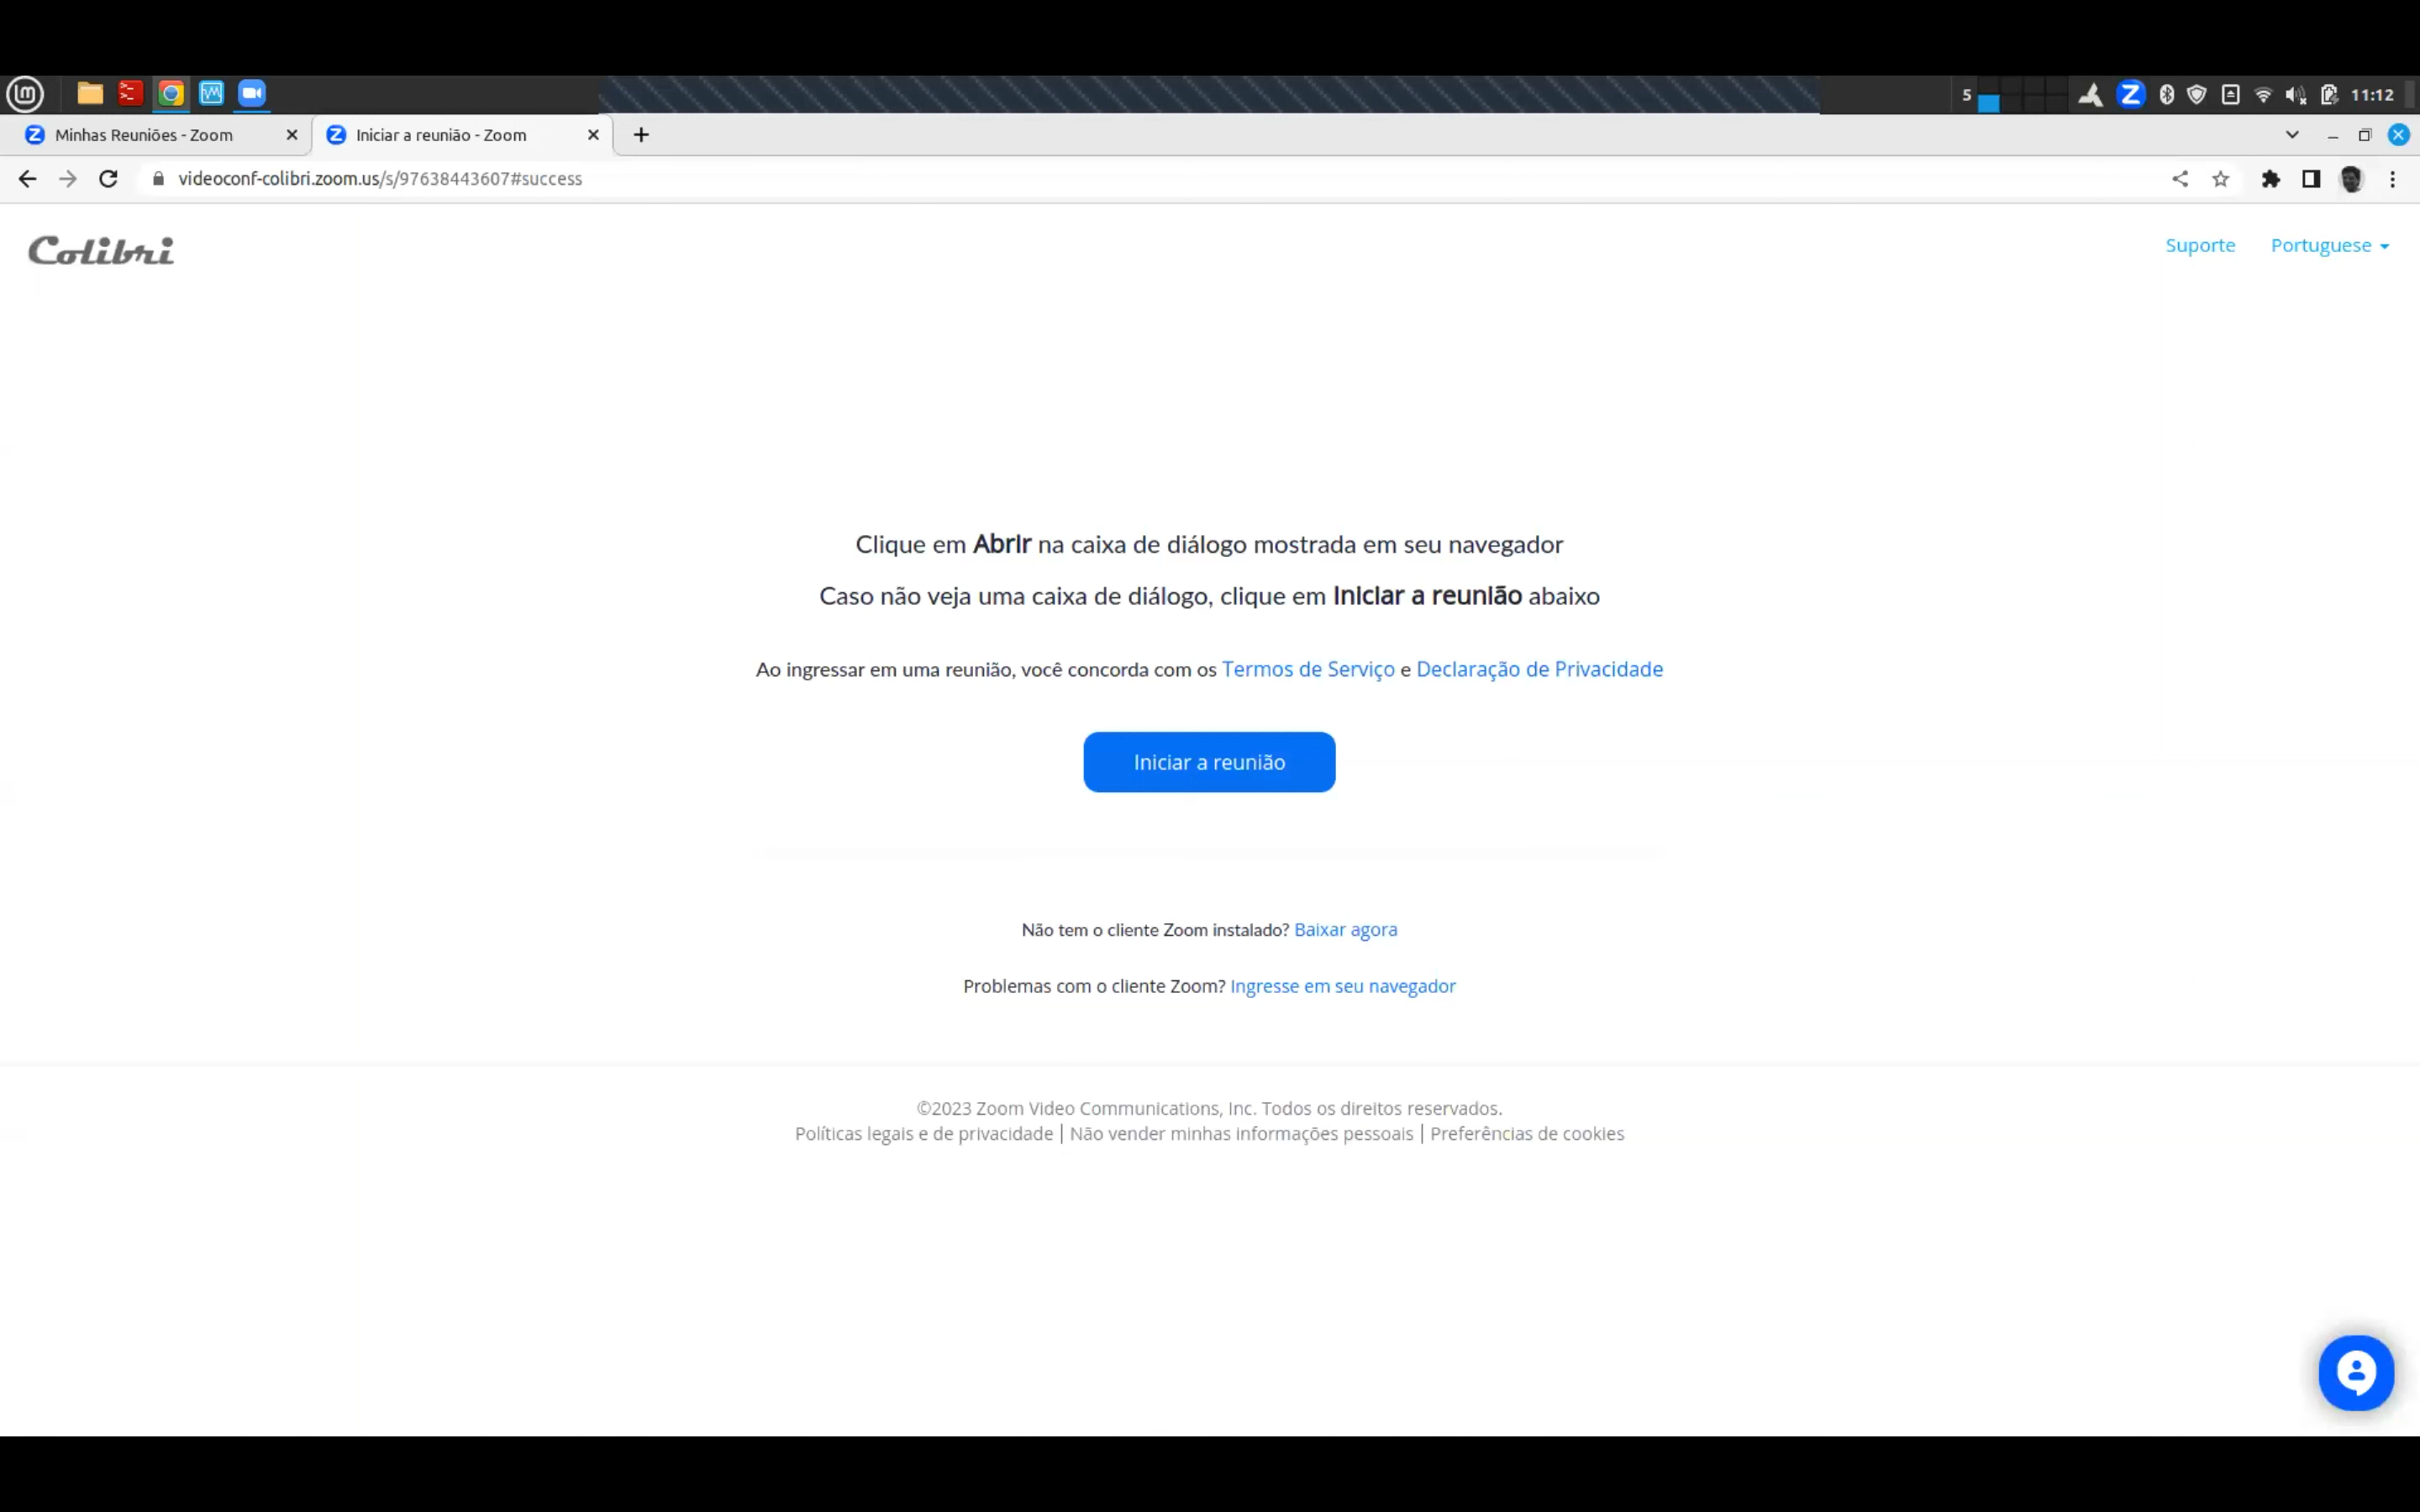 5
11:12
Minhas Reuniões - Zoom
Iniciar a reunião - Zoom
videoconf-colibri.zoom.us/s/97638443607#success
Colibri
Suporte
Portuguese
Clique em Abrir na caixa de diálogo mostrada em seu navegador
Caso não veja uma caixa de diálogo, clique em Iniciar a reunião abaixo
Ao ingressar em uma reunião, você concorda com os Termos de Serviço e Declaração de Privacidade
Iniciar a reunião
Não tem o cliente Zoom instalado? Baixar agora
Problemas com o cliente Zoom? Ingresse em seu navegador
©2023 Zoom Video Communications, Inc. Todos os direitos reservados.
Políticas legais e de privacidade | Não vender minhas informações pessoais | Preferências de cookies